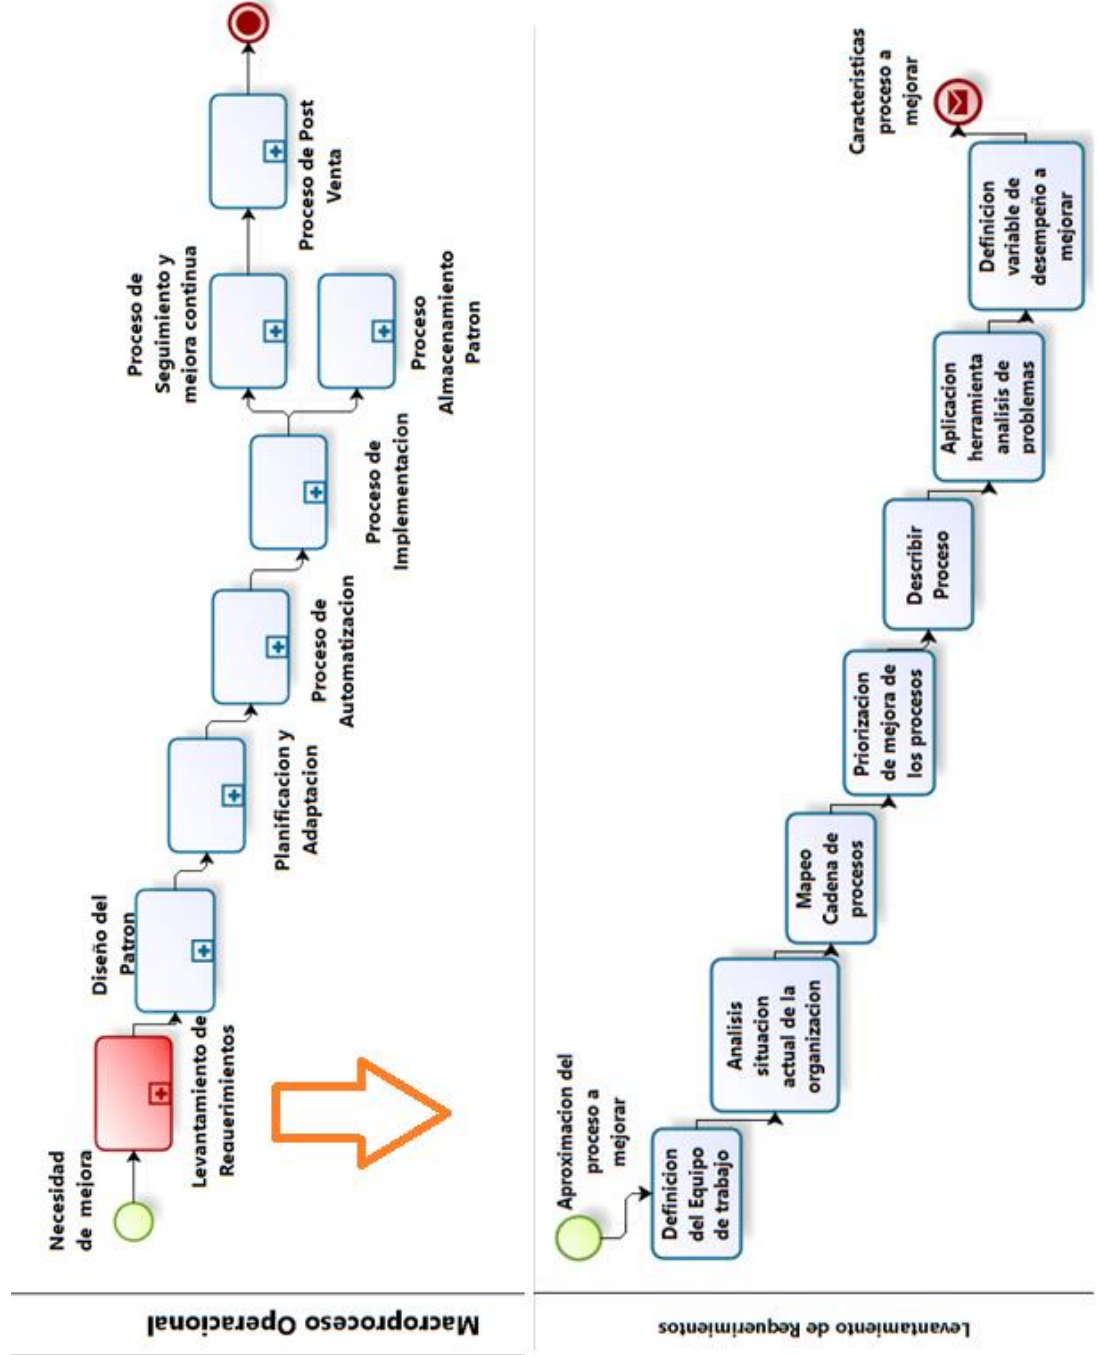 Macroproceso Operacional
Necesidad
de mejora
Levantamiento de
Requerimientos
Diseño del
Patron
Planificacion y
Adaptacion
Proceso de
Automatizacion
Proceso de
Implementacion
Proceso de
Seguimiento y
mejora continua
Proceso
Almacenamiento
Patron
Proceso de Post
Venta
Levantamiento de Requerimientos
Aproximacion del
proceso a
mejorar
Definicion
del Equipo
de trabajo
Analisis
situacion
actual de la
organizacion
Mapeo
Cadena de
procesos
Priorizacion
de mejora de
los procesos
Describir
Proceso
Aplicacion
herramienta
analisis de
problemas
Definicion
variable de
desempeño a
mejorar
Caracteristicas
proceso a
mejorar